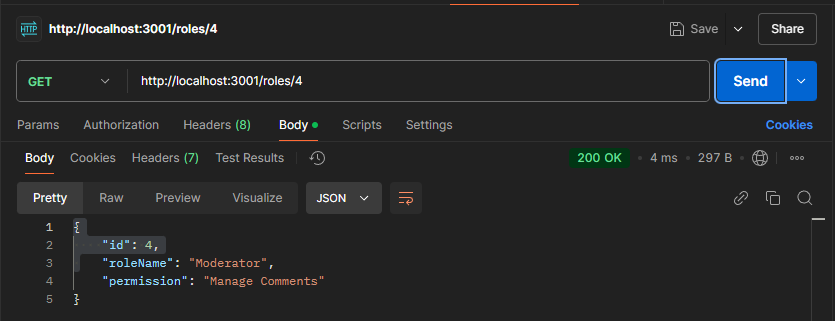 HTTP http://localhost:3001/roles/4 Save Share
GET http://localhost:3001/roles/4 Send
Params Authorization Headers (8) Body Scripts Settings Cookies
Body Cookies Headers (7) Test Results 200 OK • 4 ms • 297 B
Pretty Raw Preview Visualize JSON
1 {
2 "id": 4,
3 "roleName": "Moderator",
4 "permission": "Manage Comments"
5 }